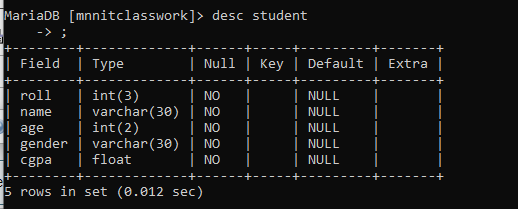 MariaDB [mnnitclasswork]> desc student
    -> ;
+--------+-------------+------+-----+---------+-------+
| Field  | Type        | Null | Key | Default | Extra |
+--------+-------------+------+-----+---------+-------+
| roll   | int(3)      | NO   |     | NULL    |       |
| name   | varchar(30) | NO   |     | NULL    |       |
| age    | int(2)      | NO   |     | NULL    |       |
| gender | varchar(30) | NO   |     | NULL    |       |
| cgpa   | float       | NO   |     | NULL    |       |
+--------+-------------+------+-----+---------+-------+
5 rows in set (0.012 sec)